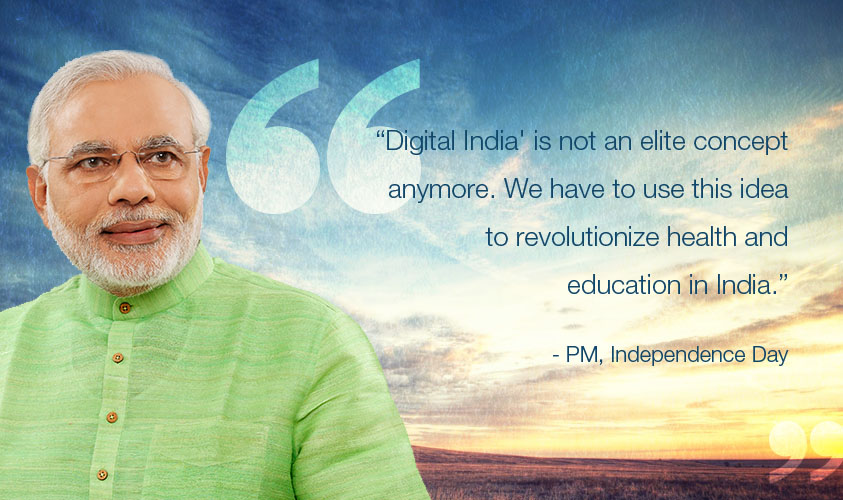 “Digital India' is not an elite concept
anymore. We have to use this idea
to revolutionize health and
education in India.”
- PM, Independence Day